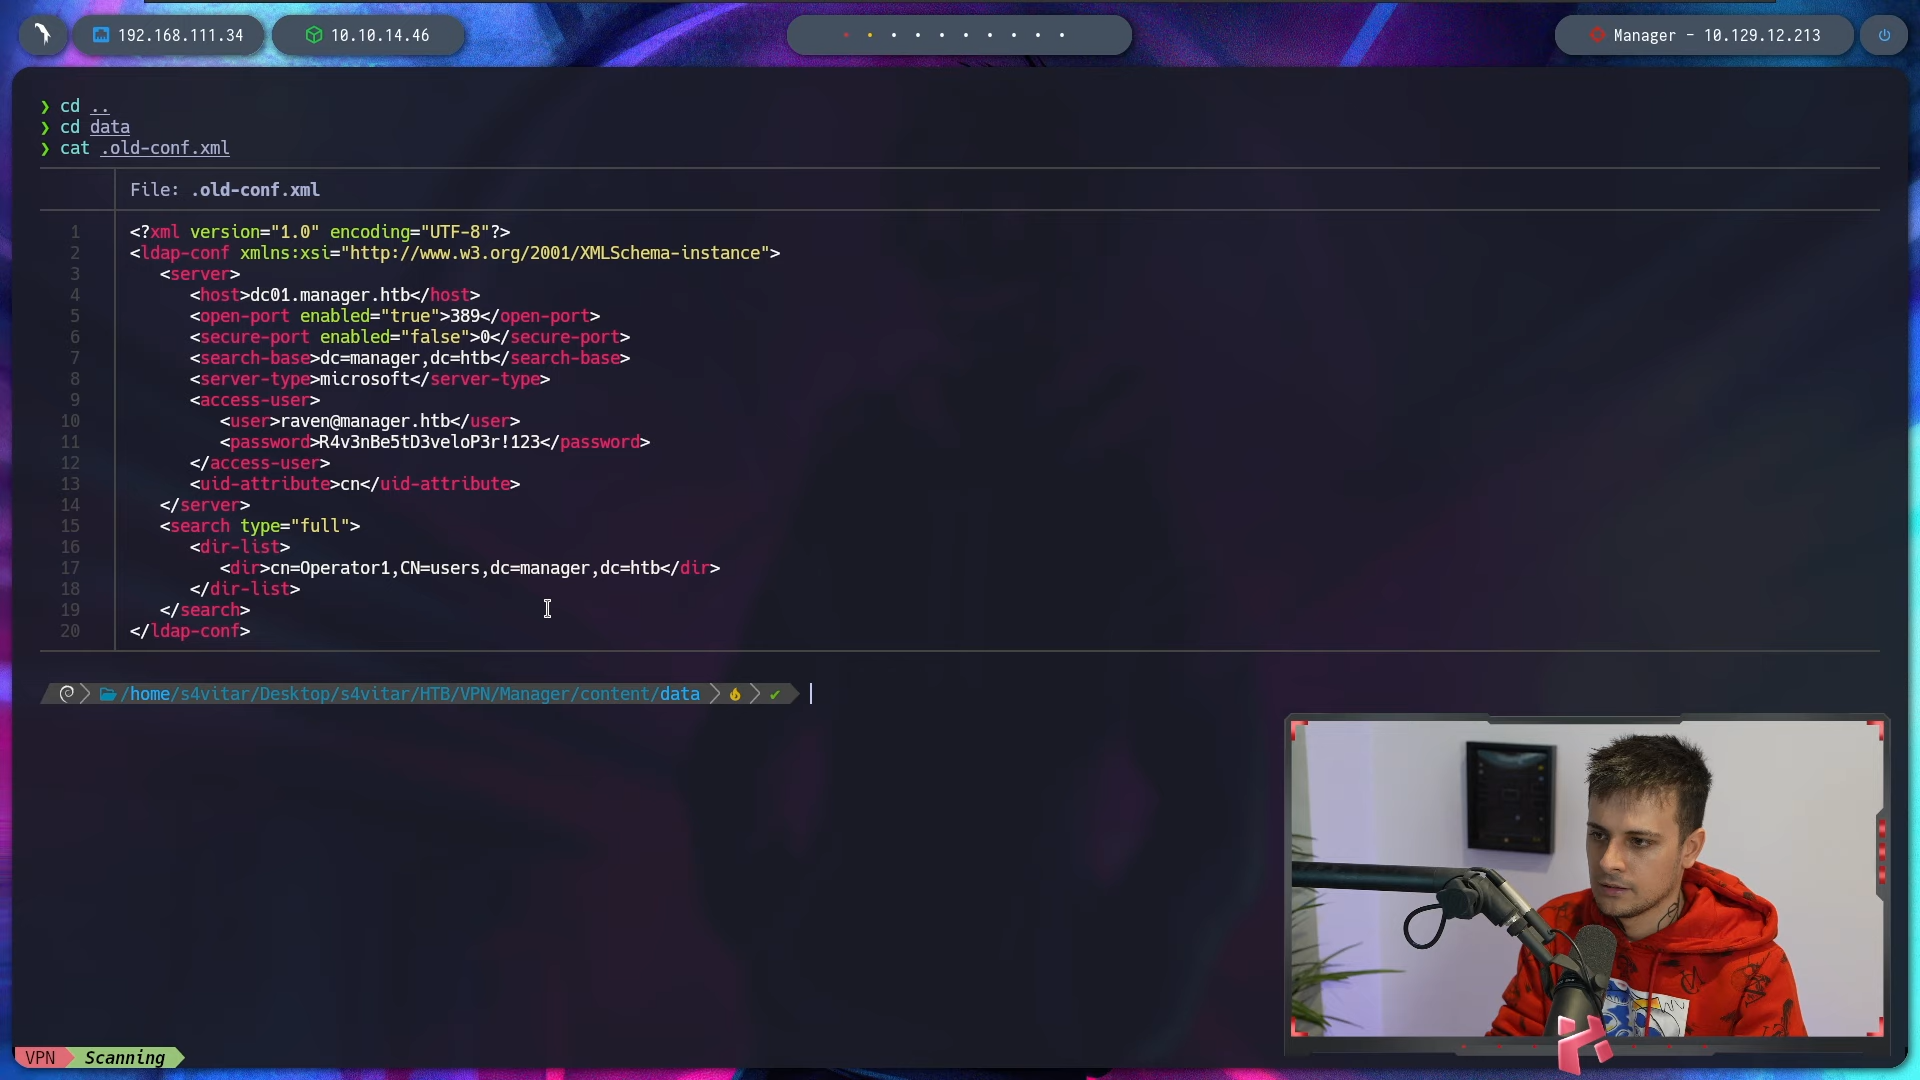 192.168.111.34
10.10.14.46
Manager - 10.129.12.213
❯ cd ..
❯ cd data
❯ cat .old-conf.xml
File: .old-conf.xml
1 <?xml version="1.0" encoding="UTF-8"?>
2 <ldap-conf xmlns:xsi="http://www.w3.org/2001/XMLSchema-instance">
3 <server>
4 <host>dc01.manager.htb</host>
5 <open-port enabled="true">389</open-port>
6 <secure-port enabled="false">0</secure-port>
7 <search-base>dc=manager,dc=htb</search-base>
8 <server-type>microsoft</server-type>
9 <access-user>
10 <user>raven@manager.htb</user>
11 <password>R4v3nBe5tD3veloP3r!123</password>
12 </access-user>
13 <uid-attribute>cn</uid-attribute>
14 </server>
15 <search type="full">
16 <dir-list>
17 <dir>cn=Operator1,CN=users,dc=manager,dc=htb</dir>
18 </dir-list>
19 </search>
20 </ldap-conf>
/home/s4vitar/Desktop/s4vitar/HTB/VPN/Manager/content/data
VPN Scanning